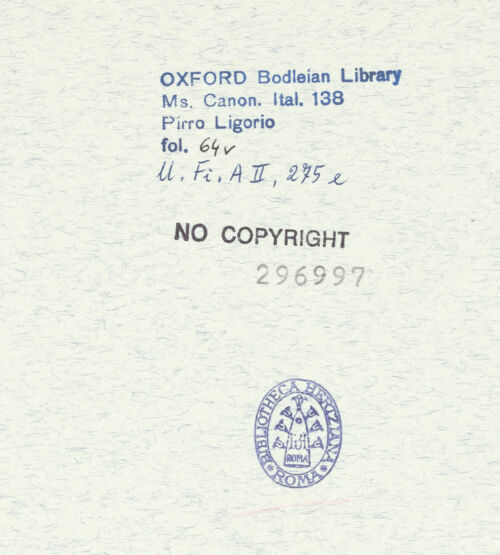 OXFORD Bodleian Library
Ms. Canon. Ital. 138
Pirro Ligorio
fol. 64v
U. Fi. A II, 275 e
NO COPYRIGHT
296997
BIBLIOTHECA HERTZIANA
ROMA
ROMA